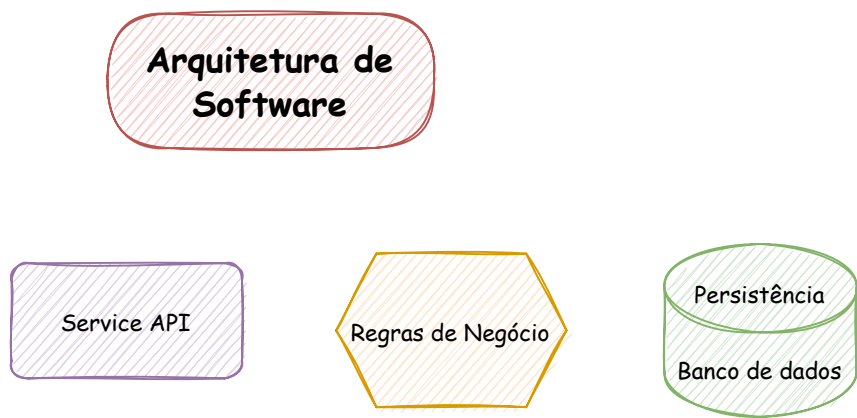 Arquitetura de
Software
Service API
Regras de Negócio
Persistência
Banco de dados